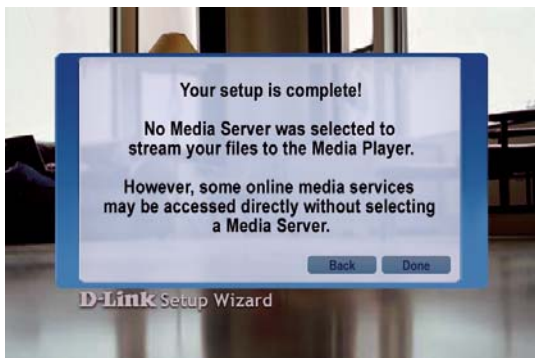 Your setup is complete!
No Media Server was selected to
stream your files to the Media Player.
However, some online media services
may be accessed directly without selecting
a Media Server.
Back Done
D-Link Setup Wizard